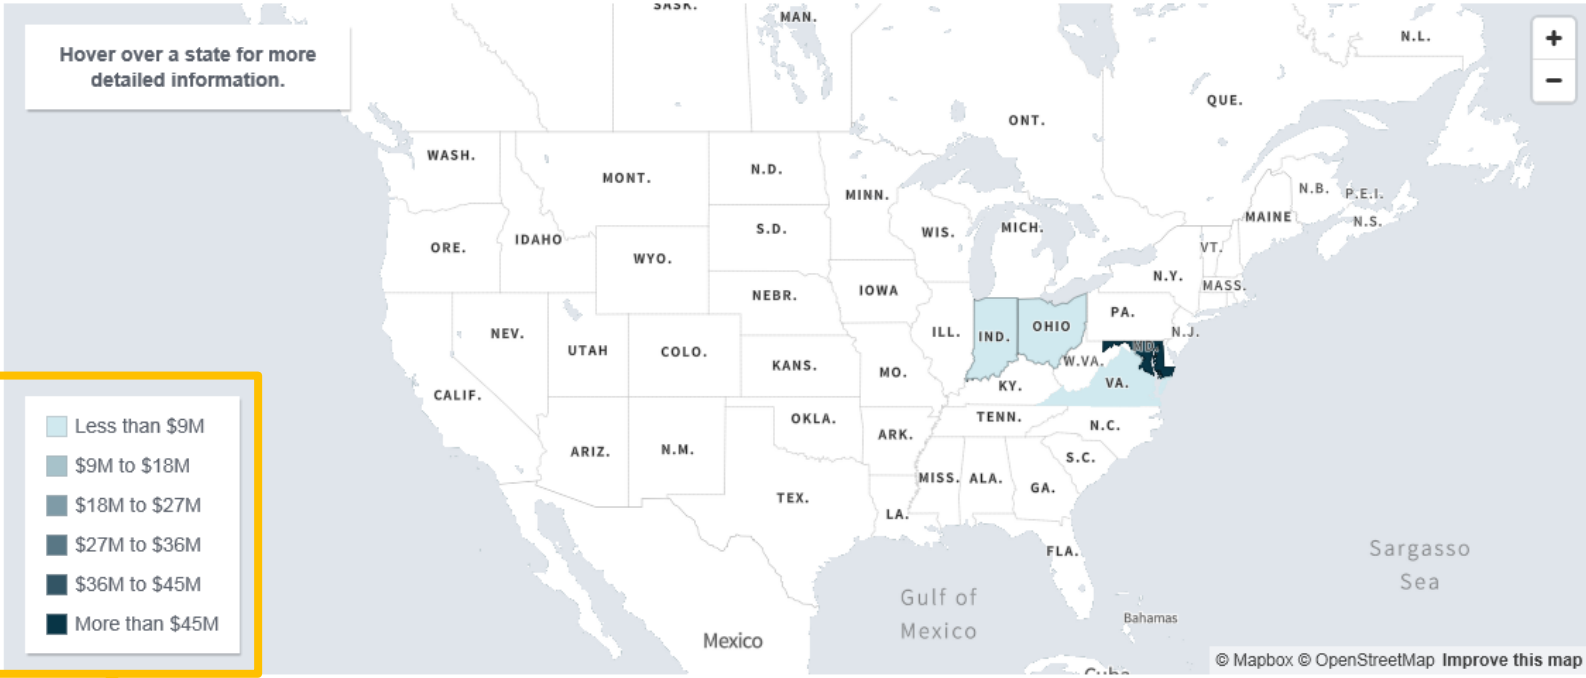 SASK.
MAN.
N.L.
Hover over a state for more
detailed information.
+
−
QUE.
ONT.
WASH.
MONT.
N.D.
MINN.
N.B.
P.E.I.
MAINE
N.S.
ORE.
IDAHO
S.D.
WIS.
MICH.
VT.
WYO.
N.Y.
MASS.
NEBR.
IOWA
PA.
NEV.
ILL.
IND.
OHIO
N.J.
UTAH
COLO.
MD.
W.VA.
KANS.
MO.
KY.
VA.
CALIF.
OKLA.
TENN.
N.C.
ARIZ.
N.M.
ARK.
S.C.
MISS.
ALA.
GA.
TEX.
LA.
FLA.
Less than $9M
$9M to $18M
$18M to $27M
$27M to $36M
$36M to $45M
More than $45M
Sargasso
Sea
Gulf of
Mexico
Bahamas
Mexico
Cuba
© Mapbox © OpenStreetMap Improve this map